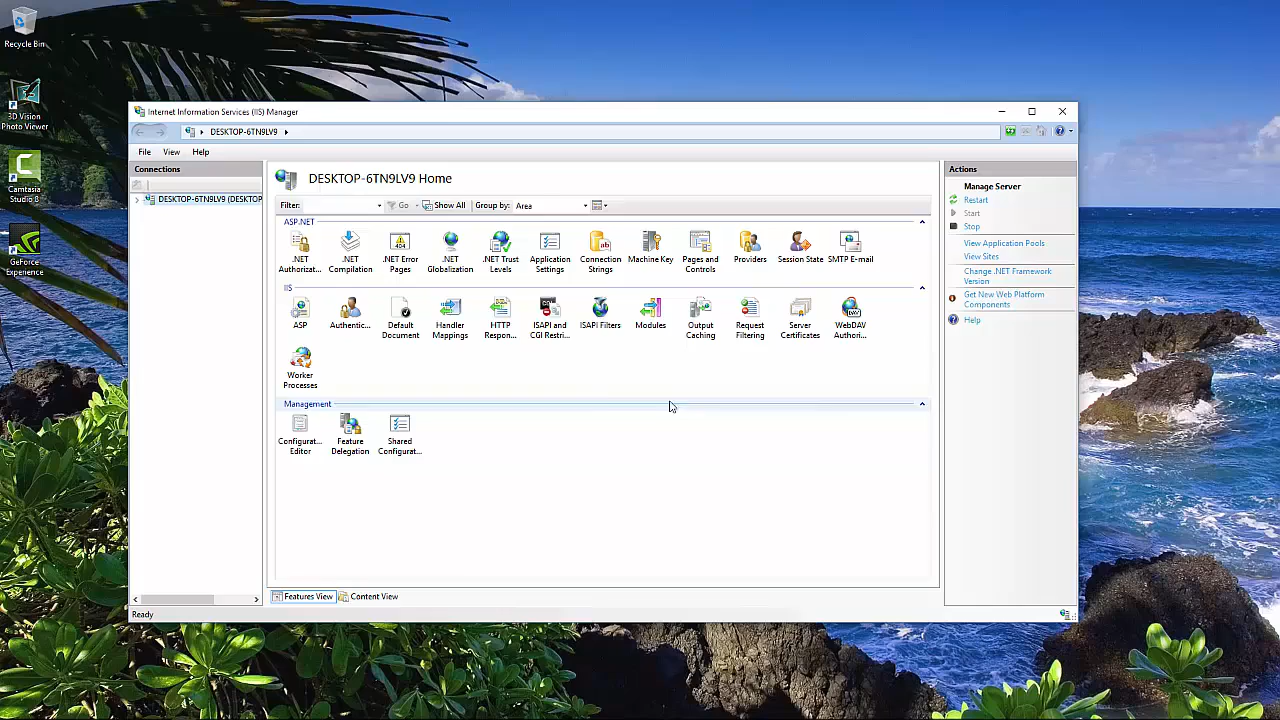 Recycle Bin
3D Vision
Photo Viewer
C
Camtasia
Studio 8
GeForce
Experience
Internet Information Services (IIS) Manager
DESKTOP-6TN9LV9
File View Help
Connections
DESKTOP-6TN9LV9 (DESKTOP
DESKTOP-6TN9LV9 Home
Filter: Go Show All Group by: Area
ASP.NET
.NET
Authorizat...
.NET
Compilation
404
.NET Error
Pages
.NET
Globalization
.NET Trust
Levels
Application
Settings
ab
Connection
Strings
Machine Key
Pages and
Controls
Providers
Session State
SMTP E-mail
IIS
ASP
Authentic...
Default
Document
Handler
Mappings
HTTP
Respon...
ISAPI and
CGI Restri...
ISAPI Filters
Modules
Output
Caching
Request
Filtering
Server
Certificates
WebDAV
Authori...
Worker
Processes
Management
Configurat...
Editor
Feature
Delegation
Shared
Configurat...
Features View Content View
Ready
Actions
Manage Server
Restart
Start
Stop
View Application Pools
View Sites
Change .NET Framework
Version
Get New Web Platform
Components
Help